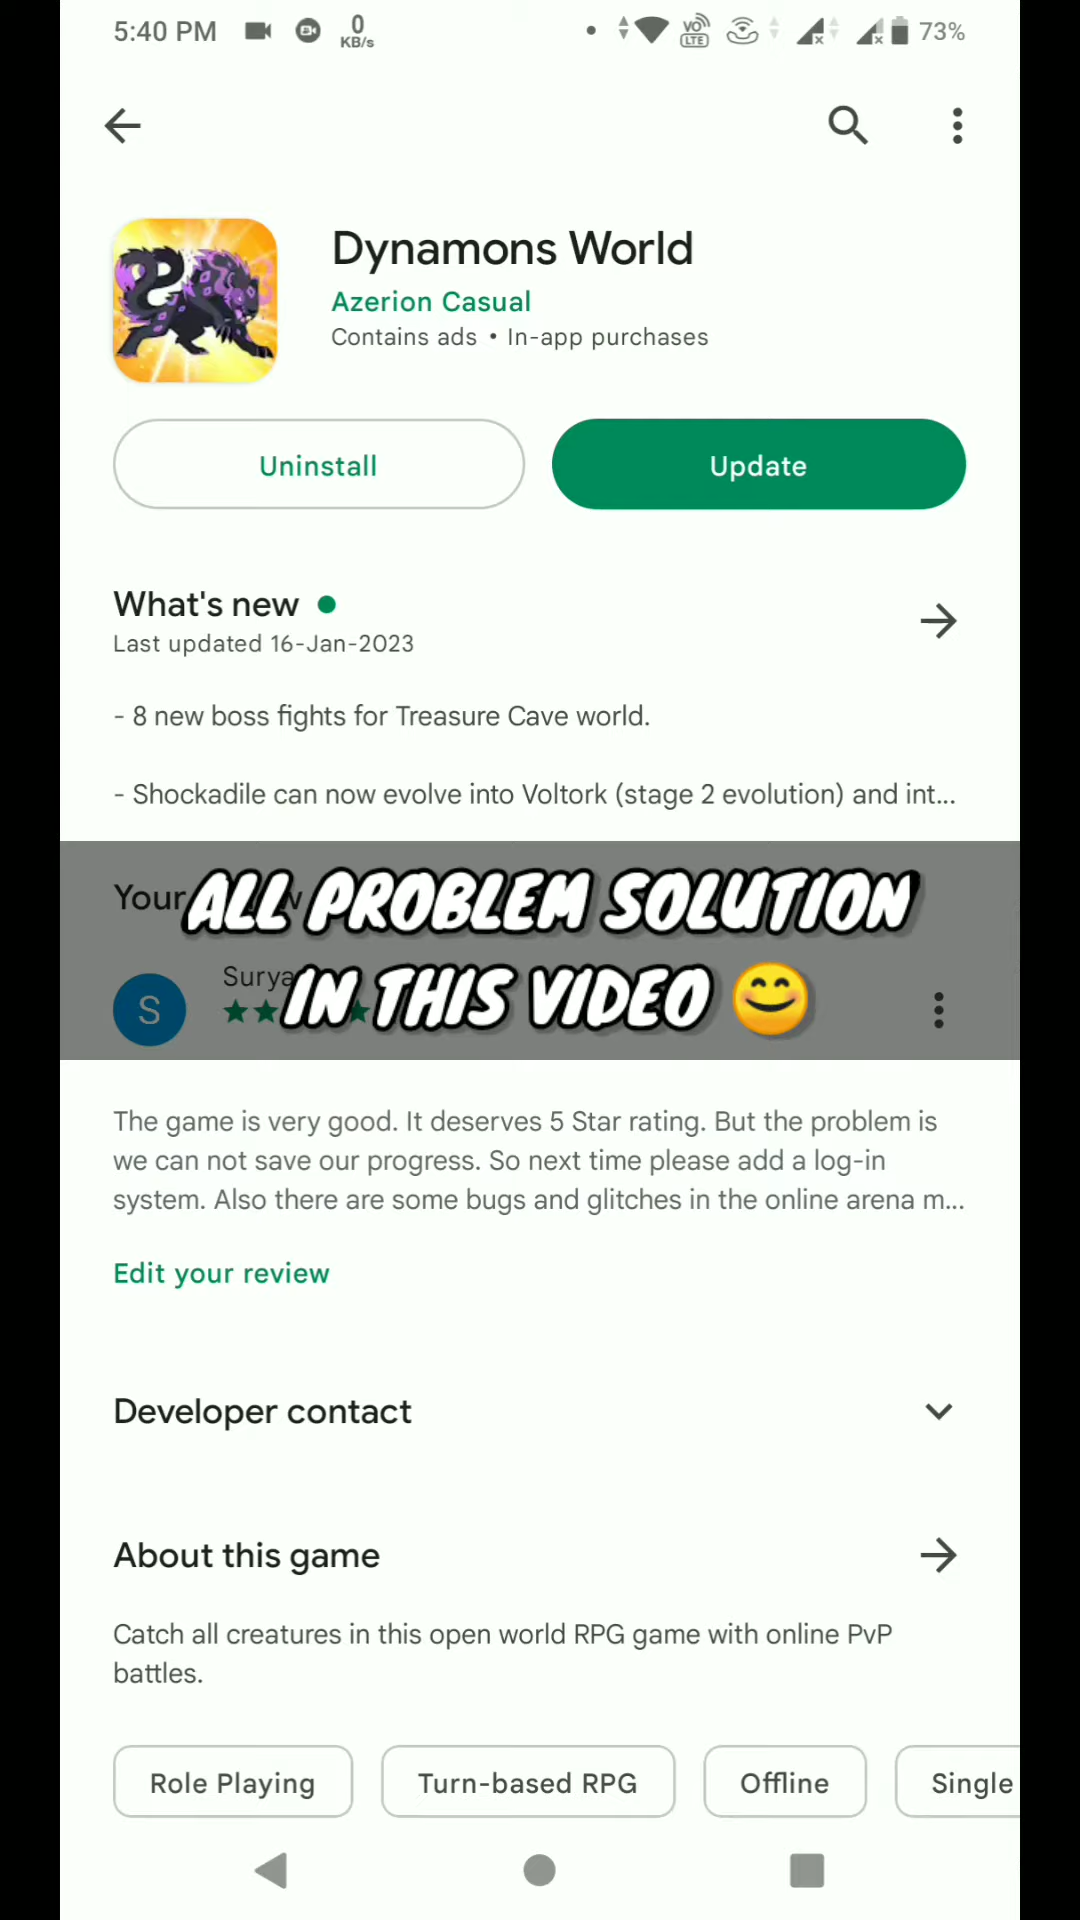 5:40 PM
0
KB/s
VO
LTE
73%
Dynamons World
Azerion Casual
Contains ads • In-app purchases
Uninstall
Update
What's new
Last updated 16-Jan-2023
- 8 new boss fights for Treasure Cave world.
- Shockadile can now evolve into Voltork (stage 2 evolution) and int...
Your
ALL PROBLEM SOLUTION
IN THIS VIDEO 😊
S
Surya
The game is very good. It deserves 5 Star rating. But the problem is
we can not save our progress. So next time please add a log-in
system. Also there are some bugs and glitches in the online arena m...
Edit your review
Developer contact
About this game
Catch all creatures in this open world RPG game with online PvP
battles.
Role Playing
Turn-based RPG
Offline
Single